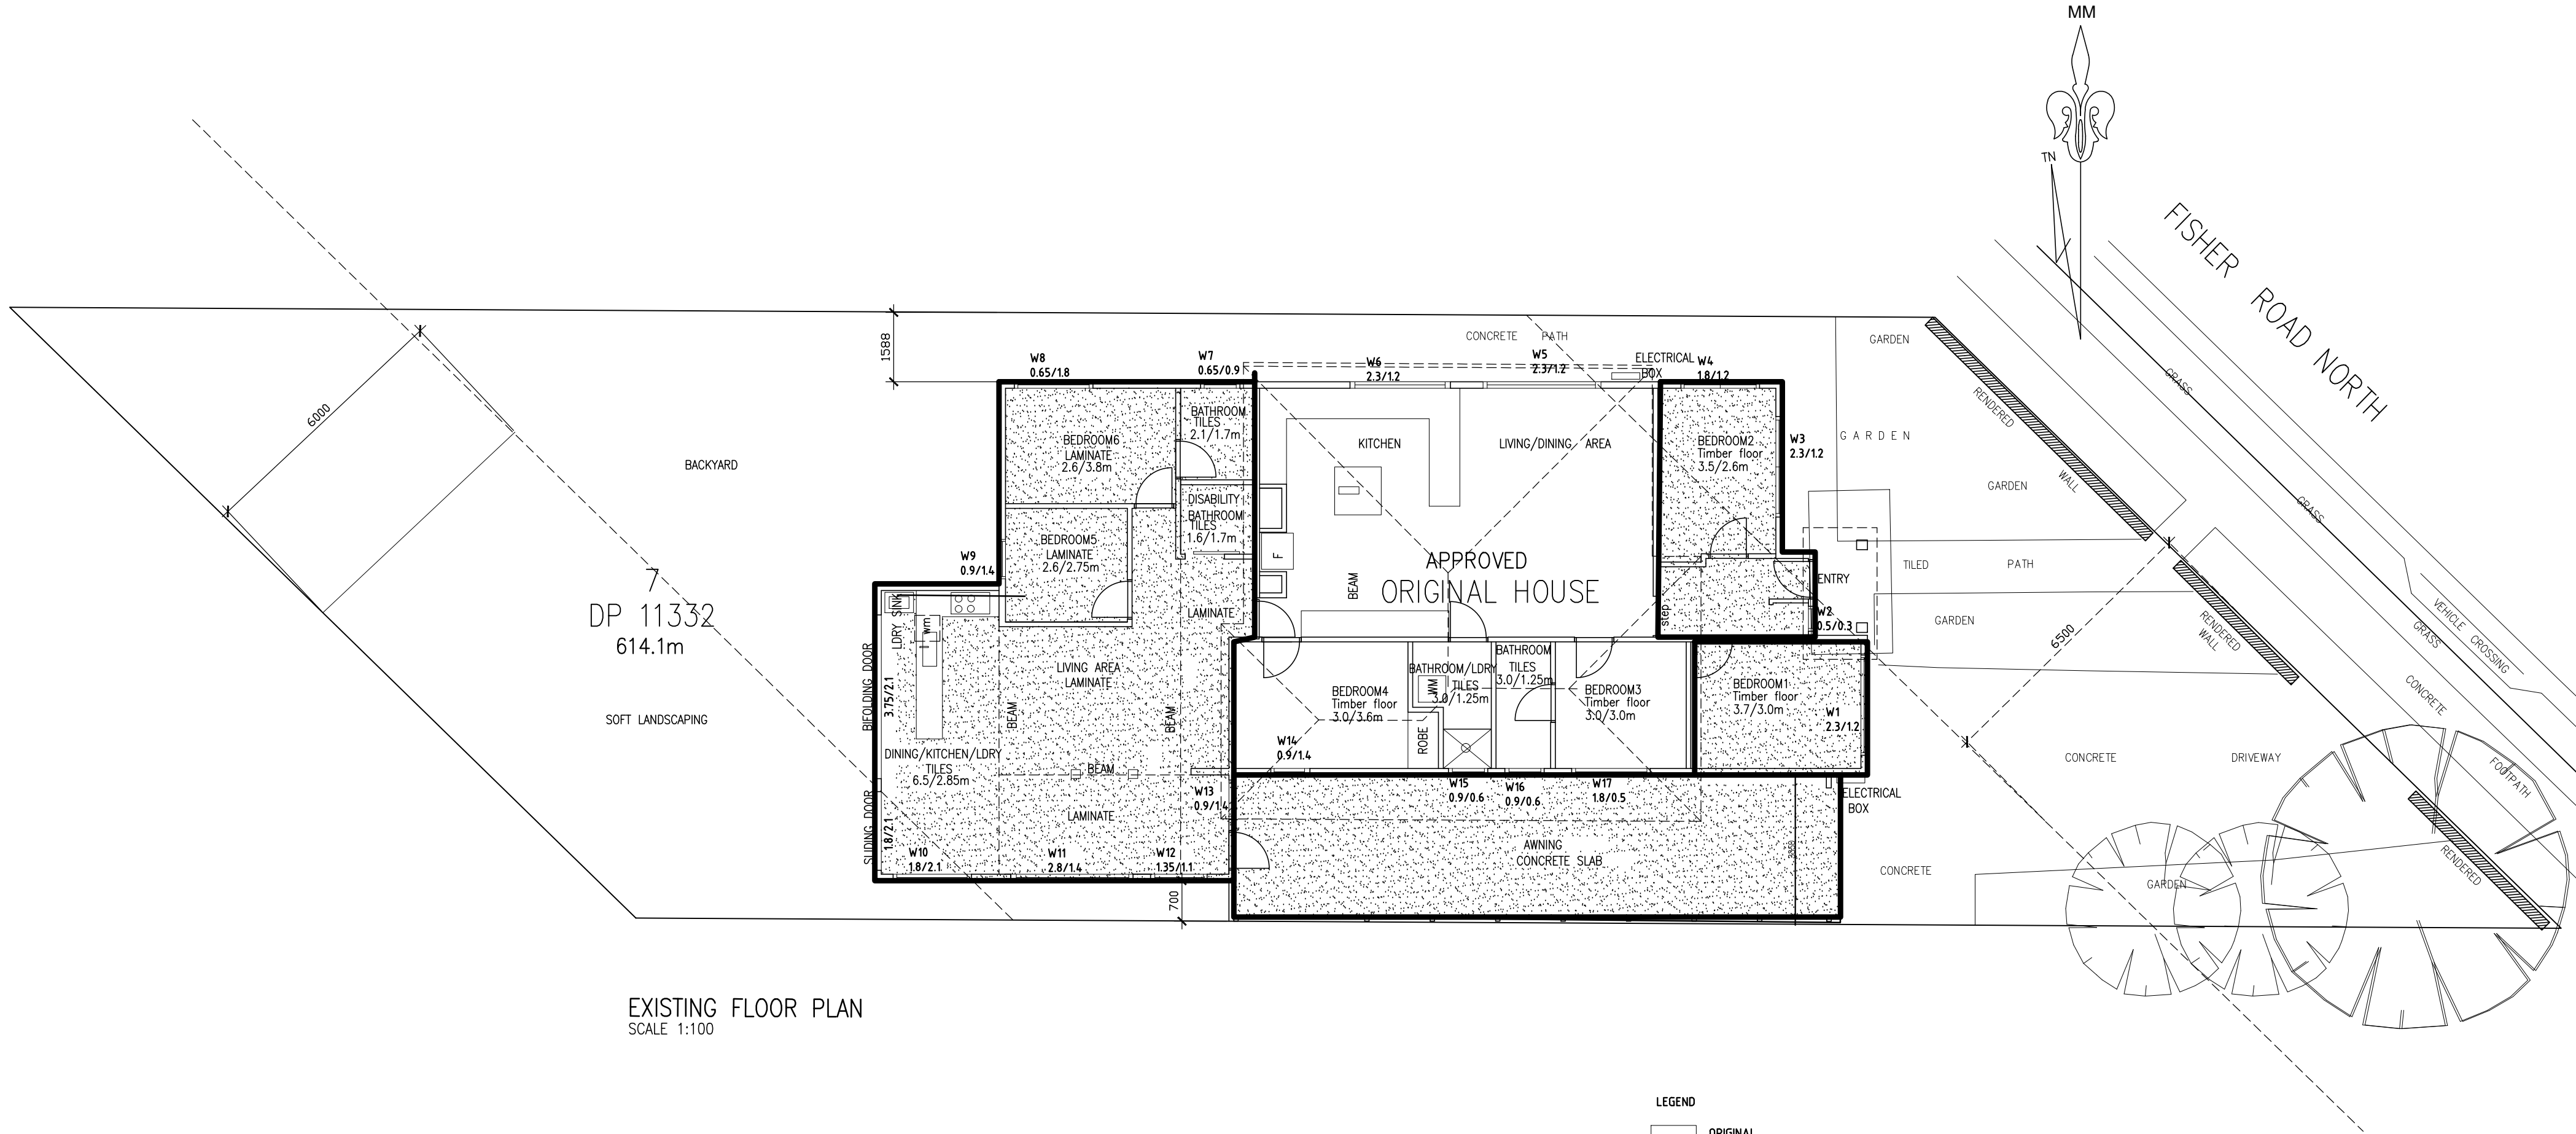 MM
TN
FISHER ROAD NORTH
GRASS
GRASS
GRASS
VEHICLE CROSSING
CONCRETE
FOOTPATH
RENDERED
WALL
RENDERED
WALL
RENDERED
GARDEN
GARDEN
GARDEN
GARDEN
GARDEN
TILED PATH
6500
CONCRETE DRIVEWAY
CONCRETE
CONCRETE PATH
1588
6000
BACKYARD
7
DP 11332
614.1m
SOFT LANDSCAPING
W8
0.65/1.8
W7
0.65/0.9
W6
2.3/1.2
W5
2.3/1.2
ELECTRICAL
BOX
W4
1.8/1.2
W3
2.3/1.2
BEDROOM6
LAMINATE
2.6/3.8m
BATHROOM
TILES
2.1/1.7m
DISABILITY
BATHROOM
TILES
1.6/1.7m
BEDROOM5
LAMINATE
2.6/2.75m
W9
0.9/1.4
KITCHEN
LIVING/DINING AREA
F
BEAM
APPROVED
ORIGINAL HOUSE
BEDROOM2
Timber floor
3.5/2.6m
step
ENTRY
W2
0.5/0.3
LAMINATE
LDRY SINK
wm
LIVING AREA
LAMINATE
BIFOLDING DOOR
3.75/2.1
BEAM
BEAM
BEAM
DINING/KITCHEN/LDRY
TILES
6.5/2.85m
SLIDING DOOR
1.8/2.1
LAMINATE
W10
1.8/2.1
W11
2.8/1.4
W12
1.35/1.1
W13
0.9/1.4
700
BEDROOM4
Timber floor
3.0/3.6m
W14
0.9/1.4
ROBE
BATHROOM/LDRY
TILES
3.0/1.25m
WM
BATHROOM
TILES
3.0/1.25m
BEDROOM3
Timber floor
3.0/3.0m
BEDROOM1
Timber floor
3.7/3.0m
W1
2.3/1.2
W15
0.9/0.6
W16
0.9/0.6
W17
1.8/0.5
ELECTRICAL
BOX
AWNING
CONCRETE SLAB
EXISTING FLOOR PLAN
SCALE 1:100
LEGEND
ORIGINAL